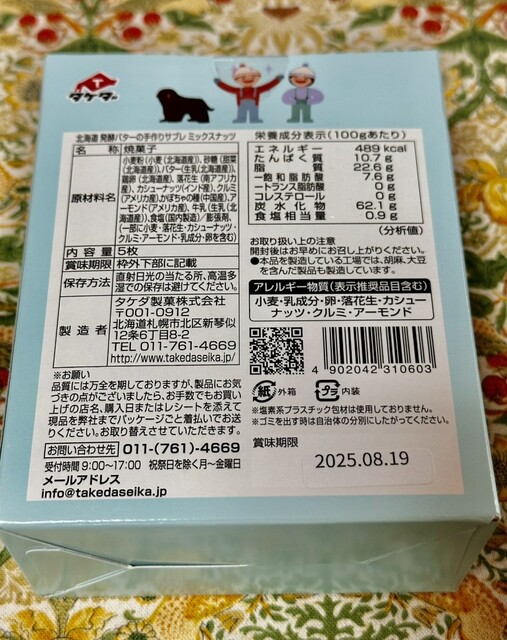 T
タケダ
北海道 発酵バターの手作りサブレ ミックスナッツ
名 称 焼菓子
原材料名
小麦粉(小麦(北海道産))、砂糖(甜菜
(北海道産))、バター(生乳(北海道産))、
鶏卵(北海道産)、落花生(南アフリカ
産)、カシューナッツ(インド産)、クルミ
(アメリカ産)、かぼちゃの種(中国産)、ア
ーモンド(アメリカ産)、牛乳(生乳(北
海道産))、食塩(国内製造)/膨張剤、
(一部に小麦・落花生・カシューナッツ・
クルミ・アーモンド・乳成分・卵を含む)
内 容 量 5枚
賞味期限 枠外下部に記載
保存方法 直射日光の当たる所、高温多
湿での保存は避けてください。
製 造 者
タケダ製菓株式会社
〒001-0912
北海道札幌市北区新琴似
12条6丁目8-2
TEL 011-761-4669
http://www.takedaseika.jp/
※お願い
品質には万全を期しておりますが、製品にお気
づきの点がございましたら、お手数でもお買い
上げの店名、購入日またはレシートを添えて
現品を弊社までパッケージごと着払いでお送
りください。お取り替えさせていただきます。
お問い合わせ先 011-(761)-4669
受付時間 9:00~17:00 祝祭日を除く月~金曜日
メールアドレス
info@takedaseika.com
栄養成分表示(100gあたり)
エネルギー 489 kcal
たんぱく質 10.7 g
脂質 22.6 g
-飽和脂肪酸 7.6 g
-トランス脂肪酸 0 g
コレステロール 0 g
炭水化物 62.1 g
食塩相当量 0.9 g
(分析値)
お取り扱い上の注意
開封後はお早めにお召し上がりください。
●本品を製造している工場では、胡麻、大豆
を含んだ製品も製造しています。
アレルギー物質(表示推奨品目含む)
小麦・乳成分・卵・落花生・カシュー
ナッツ・クルミ・アーモンド
4 902042 310603
紙 外箱
プラ 内装
※塩素系プラスチック包材は使用しておりません。
※ゴミを出す時は自治体の分別にしたがってください。
賞味期限
2025.08.19